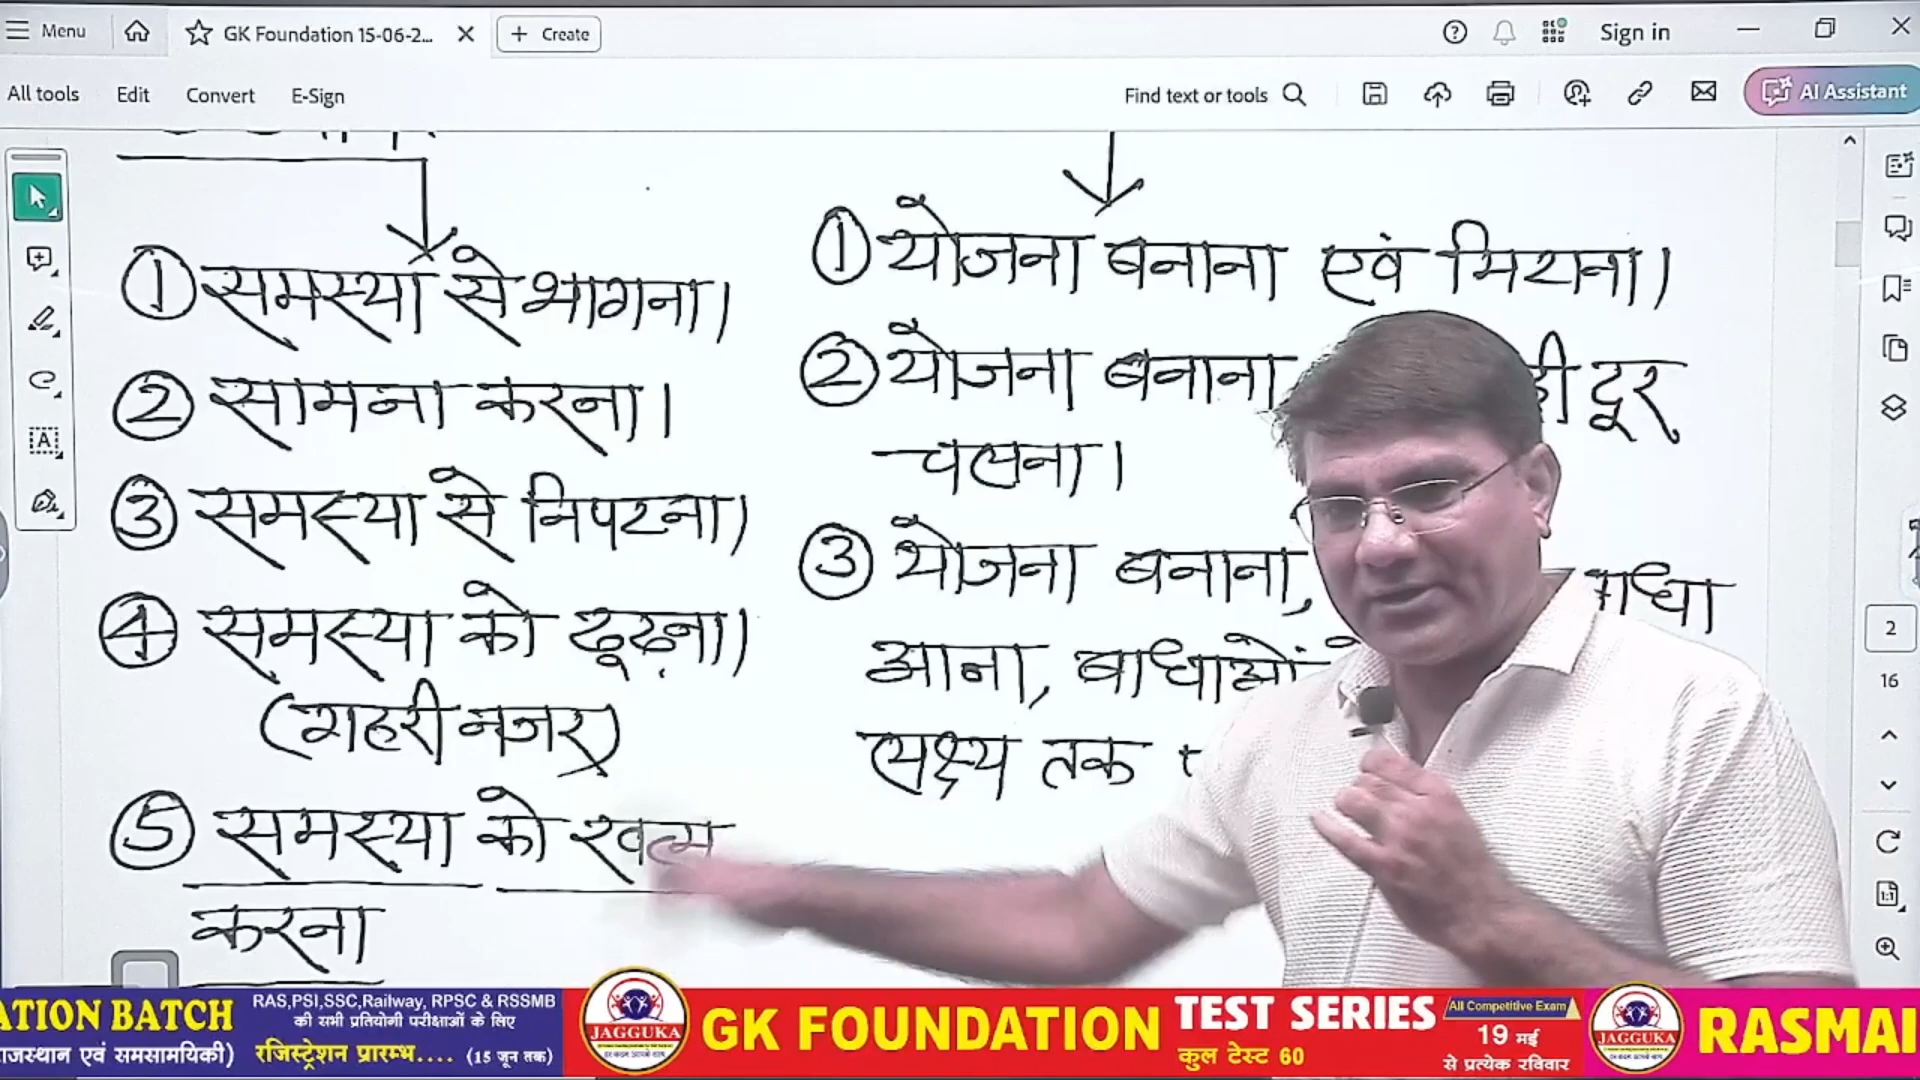 Menu
GK Foundation 15-06-2...
Create
Sign in
All tools
Edit
Convert
E-Sign
Find text or tools
AI Assistant
① समस्या से भागना।
② सामना करना।
③ समस्या से निपटना।
④ समस्या को ढूढ़ना।
(गहरी नजर)
⑤ समस्या को खत्म
करना
① योजना बनाना एवं मिटाना।
② योजना बनाना ही दूर
चलना।
③ योजना बनाना,
आना, बाधाओं
लक्ष्य तक
2
16
ATION BATCH
RAS,PSI,SSC,Railway, RPSC & RSSMB
की सभी प्रतियोगी परीक्षाओं के लिए
राजस्थान एवं समसामयिकी)
रजिस्ट्रेशन प्रारम्भ.... (15 जून तक)
JAGGUKA
GK FOUNDATION
TEST SERIES
कुल टेस्ट 60
All Competitive Exam
19 मई
से प्रत्येक रविवार
JAGGUKA
RASMAI